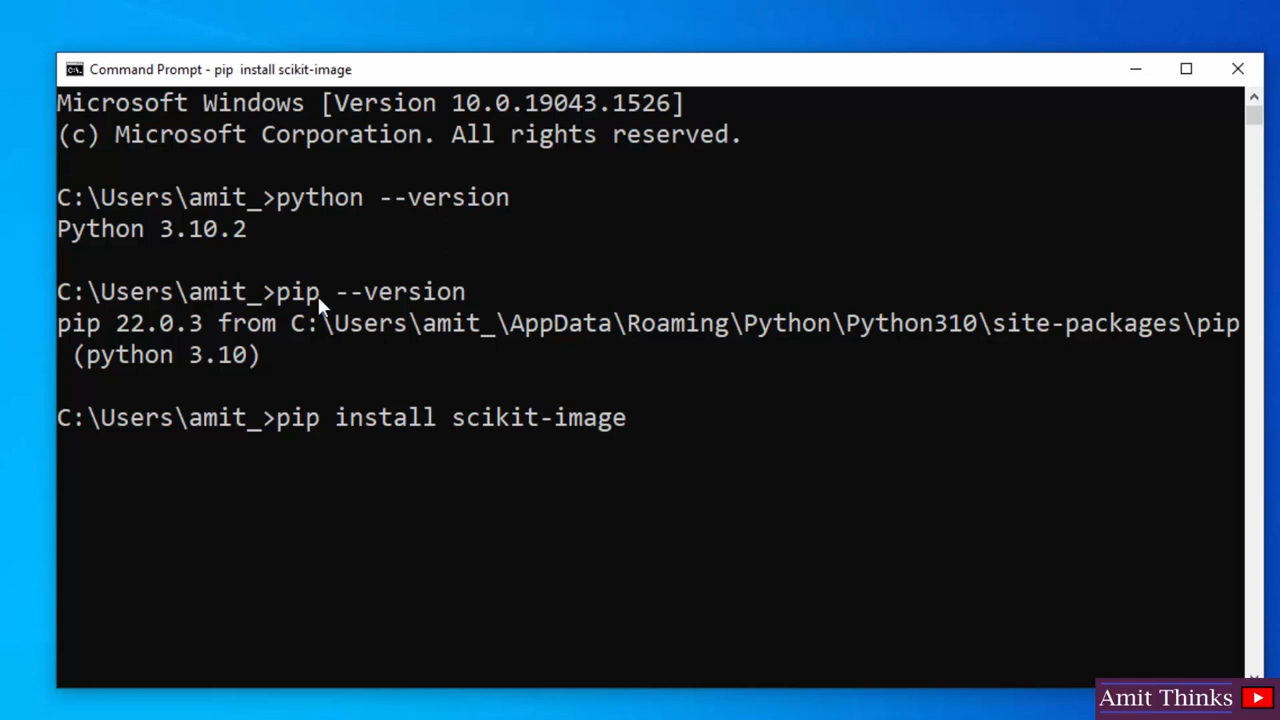 Command Prompt - pip  install scikit-image
Microsoft Windows [Version 10.0.19043.1526]
(c) Microsoft Corporation. All rights reserved.
C:\Users\amit_>python --version
Python 3.10.2
C:\Users\amit_>pip --version
pip 22.0.3 from C:\Users\amit_\AppData\Roaming\Python\Python310\site-packages\pip
 (python 3.10)
C:\Users\amit_>pip install scikit-image
Amit Thinks